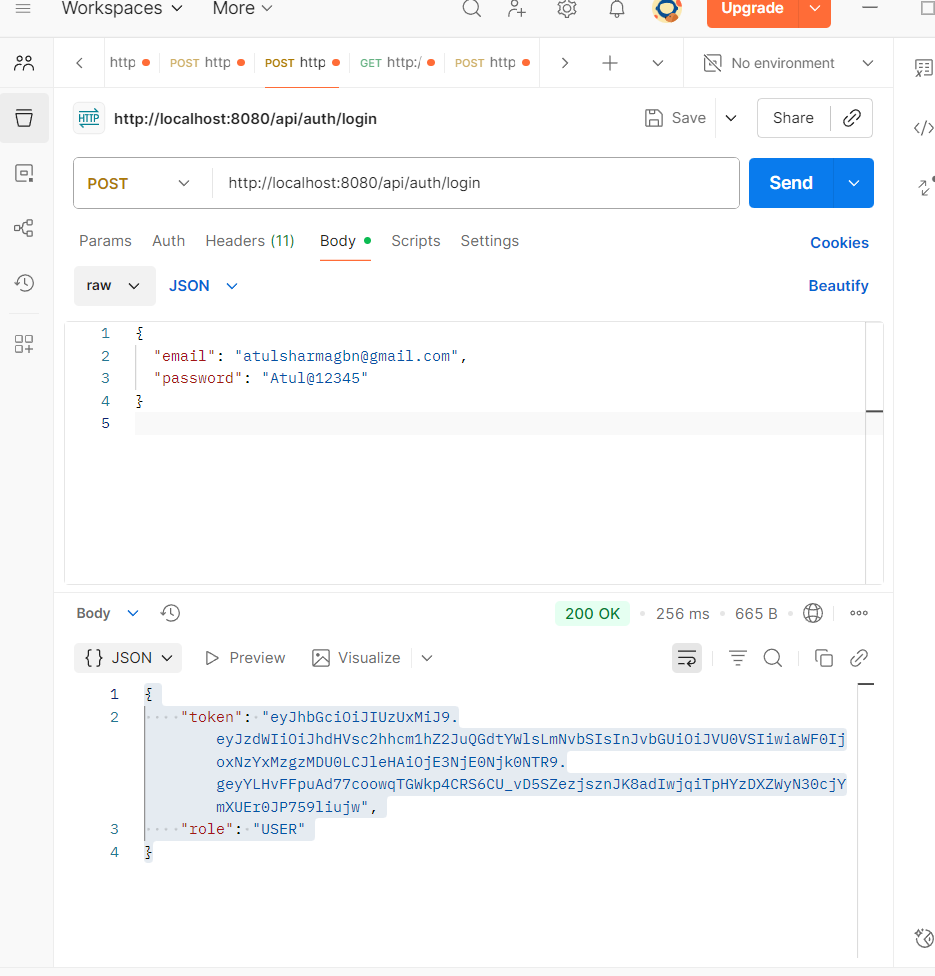 Workspaces More Upgrade
http POST http POST http GET http:/ POST http No environment
HTTP http://localhost:8080/api/auth/login Save Share
POST http://localhost:8080/api/auth/login Send
Params Auth Headers (11) Body Scripts Settings Cookies
raw JSON Beautify
1 {
2 "email": "atulsharmagbn@gmail.com",
3 "password": "Atul@12345"
4 }
5
Body 200 OK 256 ms 665 B
{} JSON Preview Visualize
1 {
2 "token": "eyJhbGciOiJIUzUxMiJ9.
eyJzdWIiOiJhdHVsc2hhcm1hZ2JuQGdtYWlsLmNvbSIsInJvbGUiOiJVU0VSIiwiaWF0Ij
oxNzYxMzgzMDU0LCJleHAiOjE3NjE0Njk0NTR9.
geyYLHvFFpuAd77coowqTGWkp4CRS6CU_vD5SZezjsznJK8adIwjqiTpHYzDXZWyN30cjY
mXUEr0JP759liujw",
3 "role": "USER"
4 }